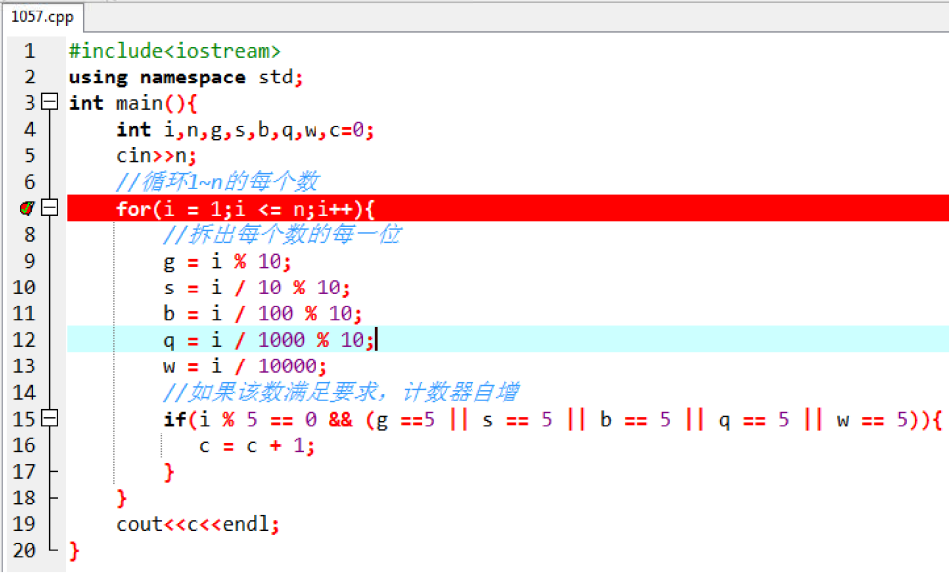 1057.cpp
1 #include<iostream>
2 using namespace std;
3 int main(){
4 int i,n,g,s,b,q,w,c=0;
5 cin>>n;
6 //循环1~n的每个数
for(i = 1;i <= n;i++){
8 //拆出每个数的每一位
9 g = i % 10;
10 s = i / 10 % 10;
11 b = i / 100 % 10;
12 q = i / 1000 % 10;
13 w = i / 10000;
14 //如果该数满足要求，计数器自增
15 if(i % 5 == 0 && (g ==5 || s == 5 || b == 5 || q == 5 || w == 5)){
16 c = c + 1;
17 }
18 }
19 cout<<c<<endl;
20 }